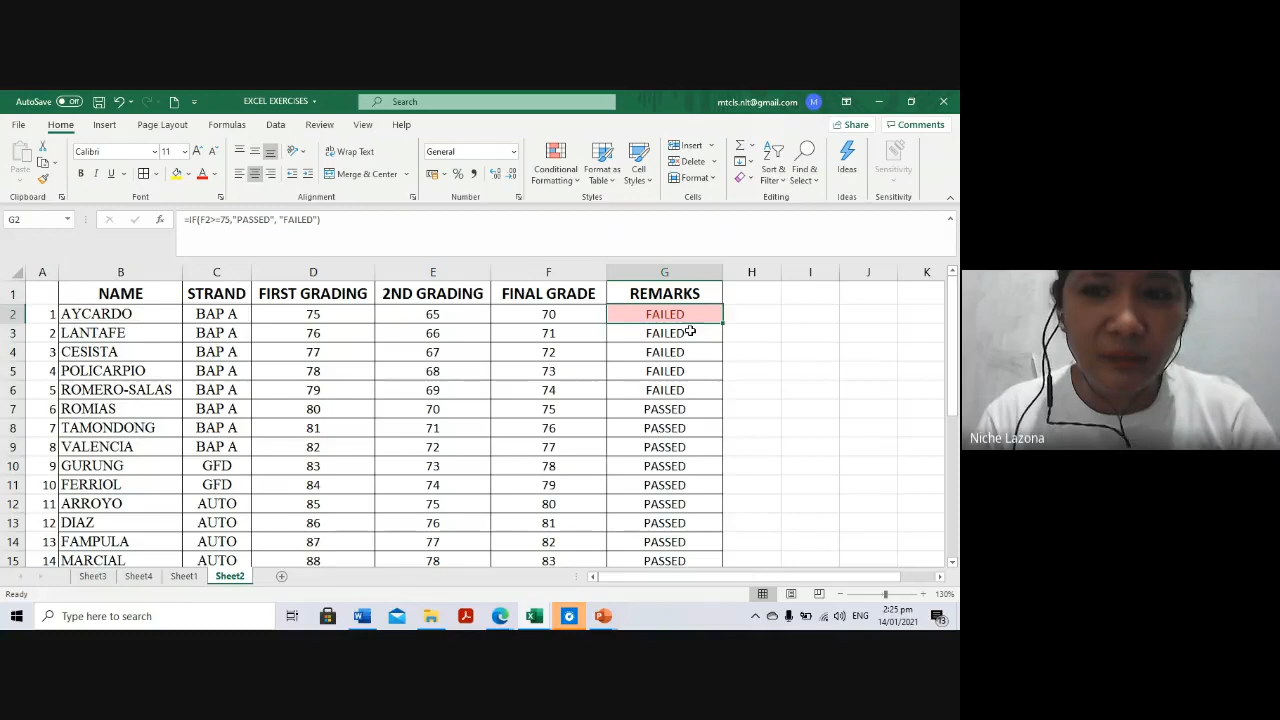 AutoSave Off EXCEL EXERCISES Search mtcls.nlt@gmail.com M
File Home Insert Page Layout Formulas Data Review View Help Share Comments
Paste Calibri 11 A A Wrap Text General Conditional Formatting Format as Table Cell Styles Insert Delete Format Sort & Filter Find & Select Ideas Sensitivity
B I U A Merge & Center % 9
Clipboard Font Alignment Number Styles Cells Editing Ideas Sensitivity
G2 fx =IF(F2>=75,"PASSED", "FAILED")
A B C D E F G H I J K
1 NAME STRAND FIRST GRADING 2ND GRADING FINAL GRADE REMARKS
2 1 AYCARDO BAP A 75 65 70 FAILED
3 2 LANTAFE BAP A 76 66 71 FAILED
4 3 CESISTA BAP A 77 67 72 FAILED
5 4 POLICARPIO BAP A 78 68 73 FAILED
6 5 ROMERO-SALAS BAP A 79 69 74 FAILED
7 6 ROMIAS BAP A 80 70 75 PASSED
8 7 TAMONDONG BAP A 81 71 76 PASSED
9 8 VALENCIA BAP A 82 72 77 PASSED
10 9 GURUNG GFD 83 73 78 PASSED
11 10 FERRIOL GFD 84 74 79 PASSED
12 11 ARROYO AUTO 85 75 80 PASSED
13 12 DIAZ AUTO 86 76 81 PASSED
14 13 FAMPULA AUTO 87 77 82 PASSED
15 14 MARCIAL AUTO 88 78 83 PASSED
Sheet3 Sheet4 Sheet1 Sheet2
Ready 130%
Type here to search ENG 2:25 pm
14/01/2021
Niche Lazona